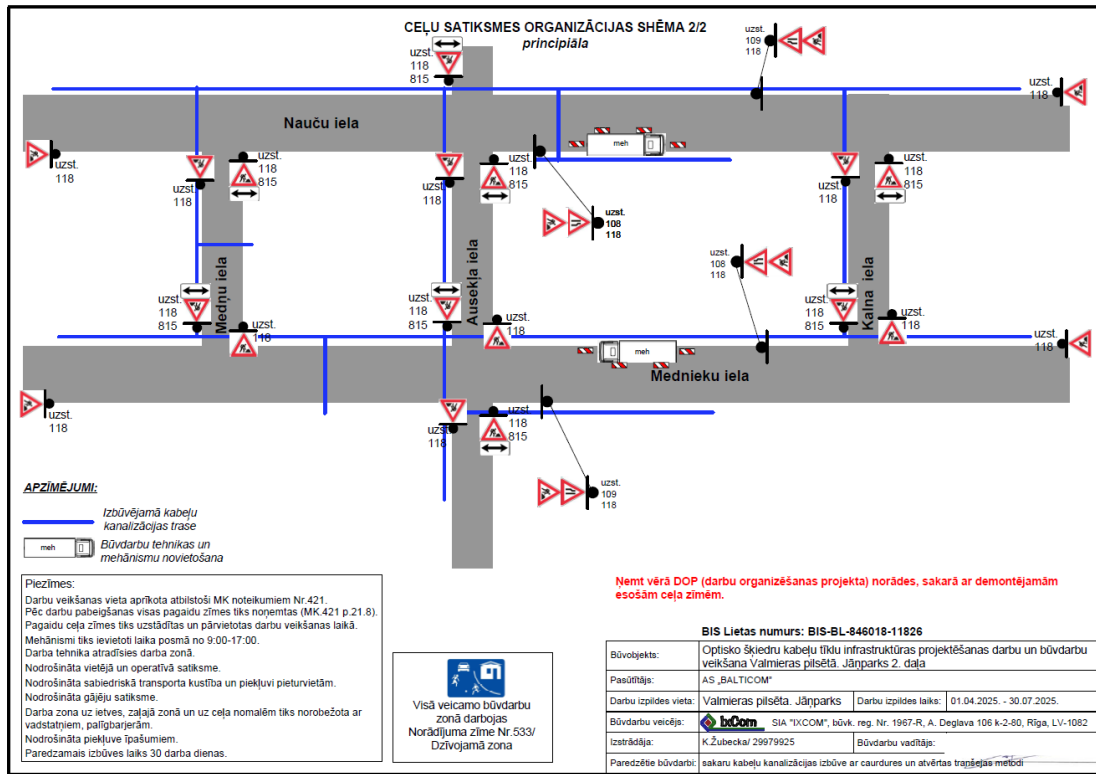 CEĻU SATIKSMES ORGANIZĀCIJAS SHĒMA 2/2
principiāla
uzst.
118
815
uzst.
109
118
uzst.
118
Nauču iela
meh
uzst.
118
uzst.
118
uzst.
118
815
uzst.
118
uzst.
118
815
uzst.
118
uzst.
118
815
uzst.
108
118
uzst.
108
118
Medņu iela
Ausekļa iela
Kalna iela
uzst.
118
815
uzst.
118
uzst.
118
815
uzst.
118
uzst.
118
815
uzst.
118
uzst.
118
meh
Mednieku iela
uzst.
118
uzst.
118
uzst.
118
815
uzst.
109
118
APZĪMĒJUMI:
Izbūvējamā kabeļu
kanalizācijas trase
meh
Būvdarbu tehnikas un
mehānismu novietošana
Piezīmes:
Darbu veikšanas vieta aprīkota atbilstoši MK noteikumiem Nr.421.
Pēc darbu pabeigšanas visas pagaidu zīmes tiks noņemtas (MK.421 p.21.8).
Pagaidu ceļa zīmes tiks uzstādītas un pārvietotas darbu veikšanas laikā.
Mehānismi tiks ievietoti laika posmā no 9:00-17:00.
Darba tehnika atradīsies darba zonā.
Nodrošināta vietējā un operatīvā satiksme.
Nodrošināta sabiedriskā transporta kustība un piekļuvi pieturvietām.
Nodrošināta gājēju satiksme.
Darba zona uz ietves, zaļajā zonā un uz ceļa nomalēm tiks norobežota ar
vadstatņiem, palīgbarjerām.
Nodrošināta piekļuve īpašumiem.
Paredzamais izbūves laiks 30 darba dienas.
Visā veicamo būvdarbu
zonā darbojas
Norādījuma zīme Nr.533/
Dzīvojamā zona
Ņemt vērā DOP (darbu organizēšanas projekta) norādes, sakarā ar demontējamām
esošām ceļa zīmēm.
BIS Lietas numurs: BIS-BL-846018-11826
Būvobjekts: Optisko šķiedru kabeļu tīklu infrastruktūras projektēšanas darbu un būvdarbu
veikšana Valmieras pilsētā. Jāņparks 2. daļa
Pasūtītājs: AS „BALTICOM"
Darbu izpildes vieta: Valmieras pilsēta. Jāņparks Darbu izpildes laiks: 01.04.2025. - 30.07.2025.
Būvdarbu veicējs: IxCom SIA "IXCOM", būvk. reg. Nr. 1967-R, A. Deglava 106 k-2-80, Rīga, LV-1082
Izstrādāja: K.Žubecka/ 29979925 Būvdarbu vadītājs:
Paredzētie būvdarbi: sakaru kabeļu kanalizācijas izbūve ar caurdures un atvērtas tranšejas metodi